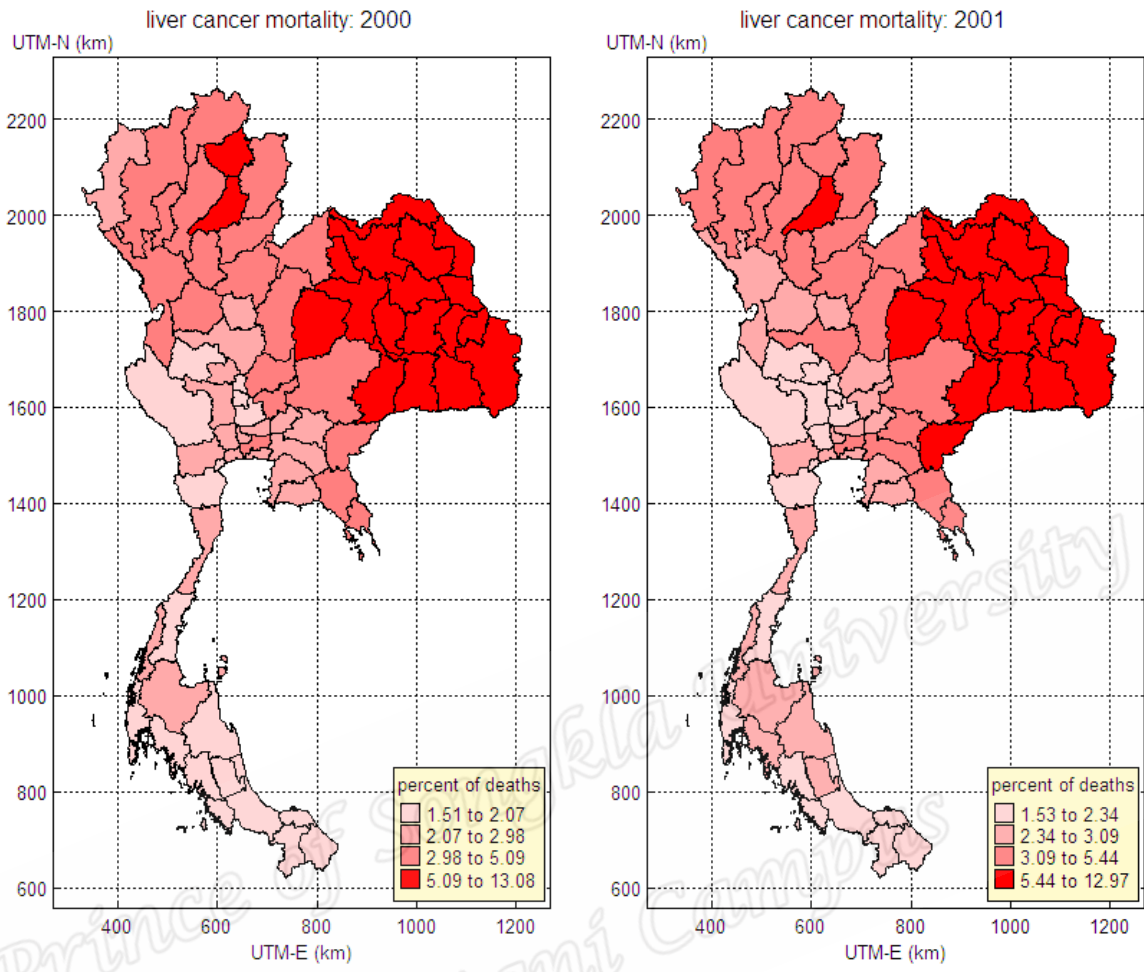 liver cancer mortality: 2000
UTM-N (km)
2200
2000
1800
1600
1400
1200
1000
800
600
400 600 800 1000 1200
UTM-E (km)
percent of deaths
1.51 to 2.07
2.07 to 2.98
2.98 to 5.09
5.09 to 13.08
liver cancer mortality: 2001
UTM-N (km)
2200
2000
1800
1600
1400
1200
1000
800
600
400 600 800 1000 1200
UTM-E (km)
percent of deaths
1.53 to 2.34
2.34 to 3.09
3.09 to 5.44
5.44 to 12.97
Prince of Songkla University
Pattani Campus